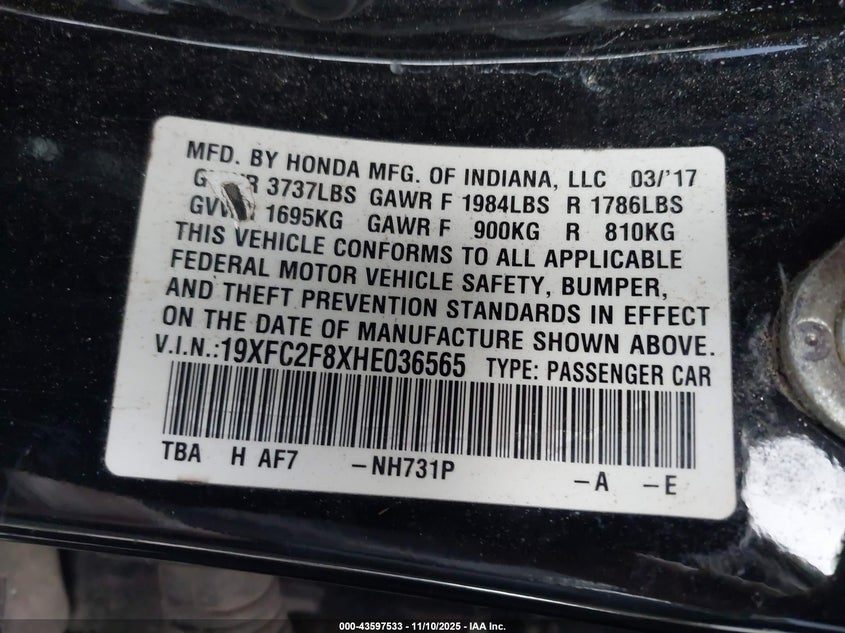 MFD. BY HONDA MFG. OF INDIANA, LLC 03/'17
3737LBS GAWR F 1984LBS R 1786LBS
1695KG GAWR F 900KG R 810KG
THIS VEHICLE CONFORMS TO ALL APPLICABLE
FEDERAL MOTOR VEHICLE SAFETY, BUMPER,
AND THEFT PREVENTION STANDARDS IN EFFECT
ON THE DATE OF MANUFACTURE SHOWN ABOVE.
V.I.N.:19XFC2F8XHE036565 TYPE: PASSENGER CAR
TBA H AF7 -NH731P -A -E
000-43597533 - 11/10/2025 - IAA Inc.